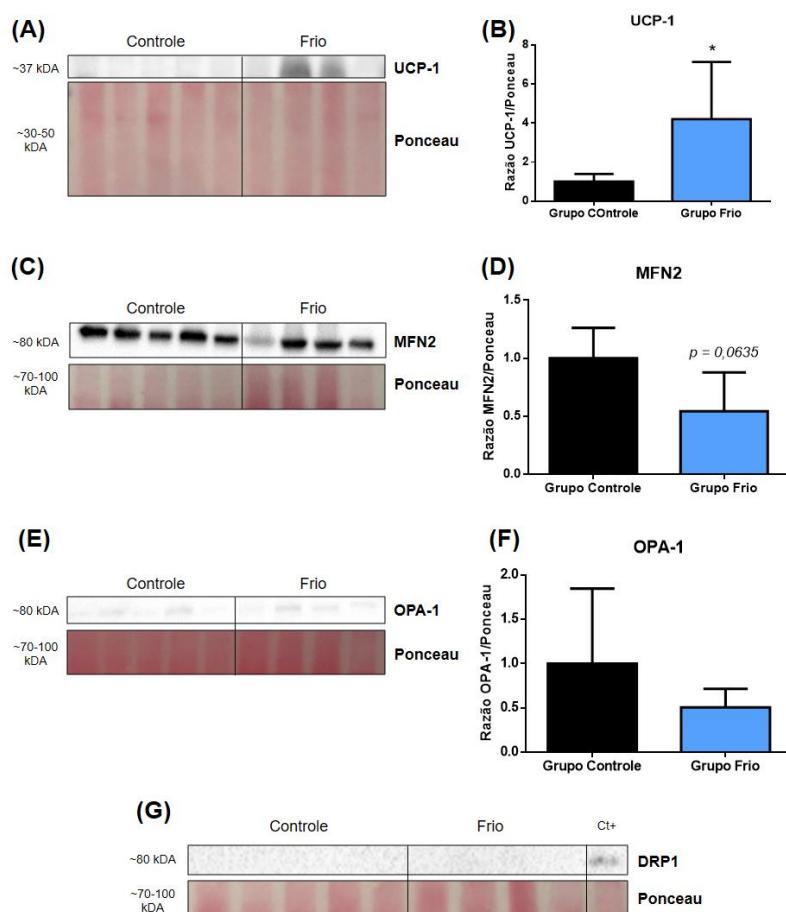 (A)
Controle Frio
~37 kDA
UCP-1
~30-50
kDA
Ponceau
(B)
UCP-1
Razão UCP-1/Ponceau
8
6
4
2
0
*
Grupo COntrole Grupo Frio
(C)
Controle Frio
~80 kDA
MFN2
~70-100
kDA
Ponceau
(D)
MFN2
Razão MFN2/Ponceau
1.5
1.0
0.5
0.0
p = 0,0635
Grupo Controle Grupo Frio
(E)
Controle Frio
~80 kDA
OPA-1
~70-100
kDA
Ponceau
(F)
OPA-1
Razão OPA-1/Ponceau
2.0
1.5
1.0
0.5
0.0
Grupo Controle Grupo Frio
(G)
Controle Frio Ct+
~80 kDA
DRP1
~70-100
kDA
Ponceau